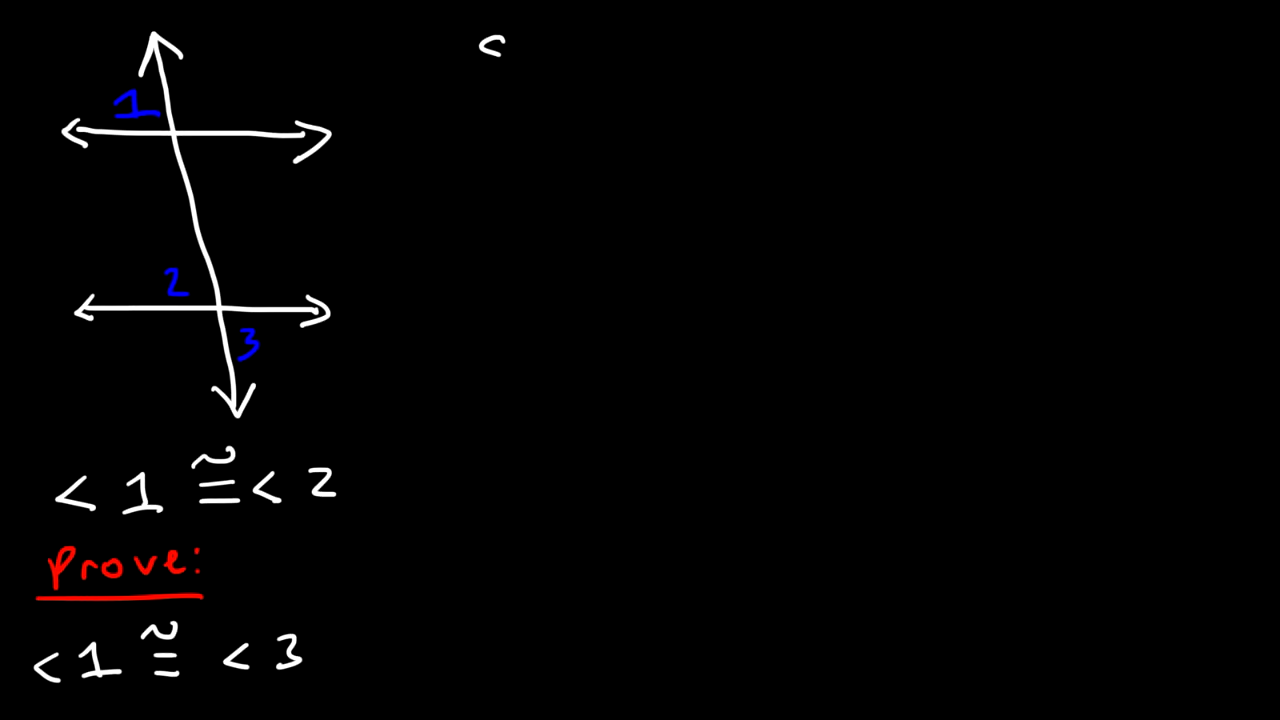 1
2
3
< 1 ≅ < 2
Prove:
< 1 ≅ < 3